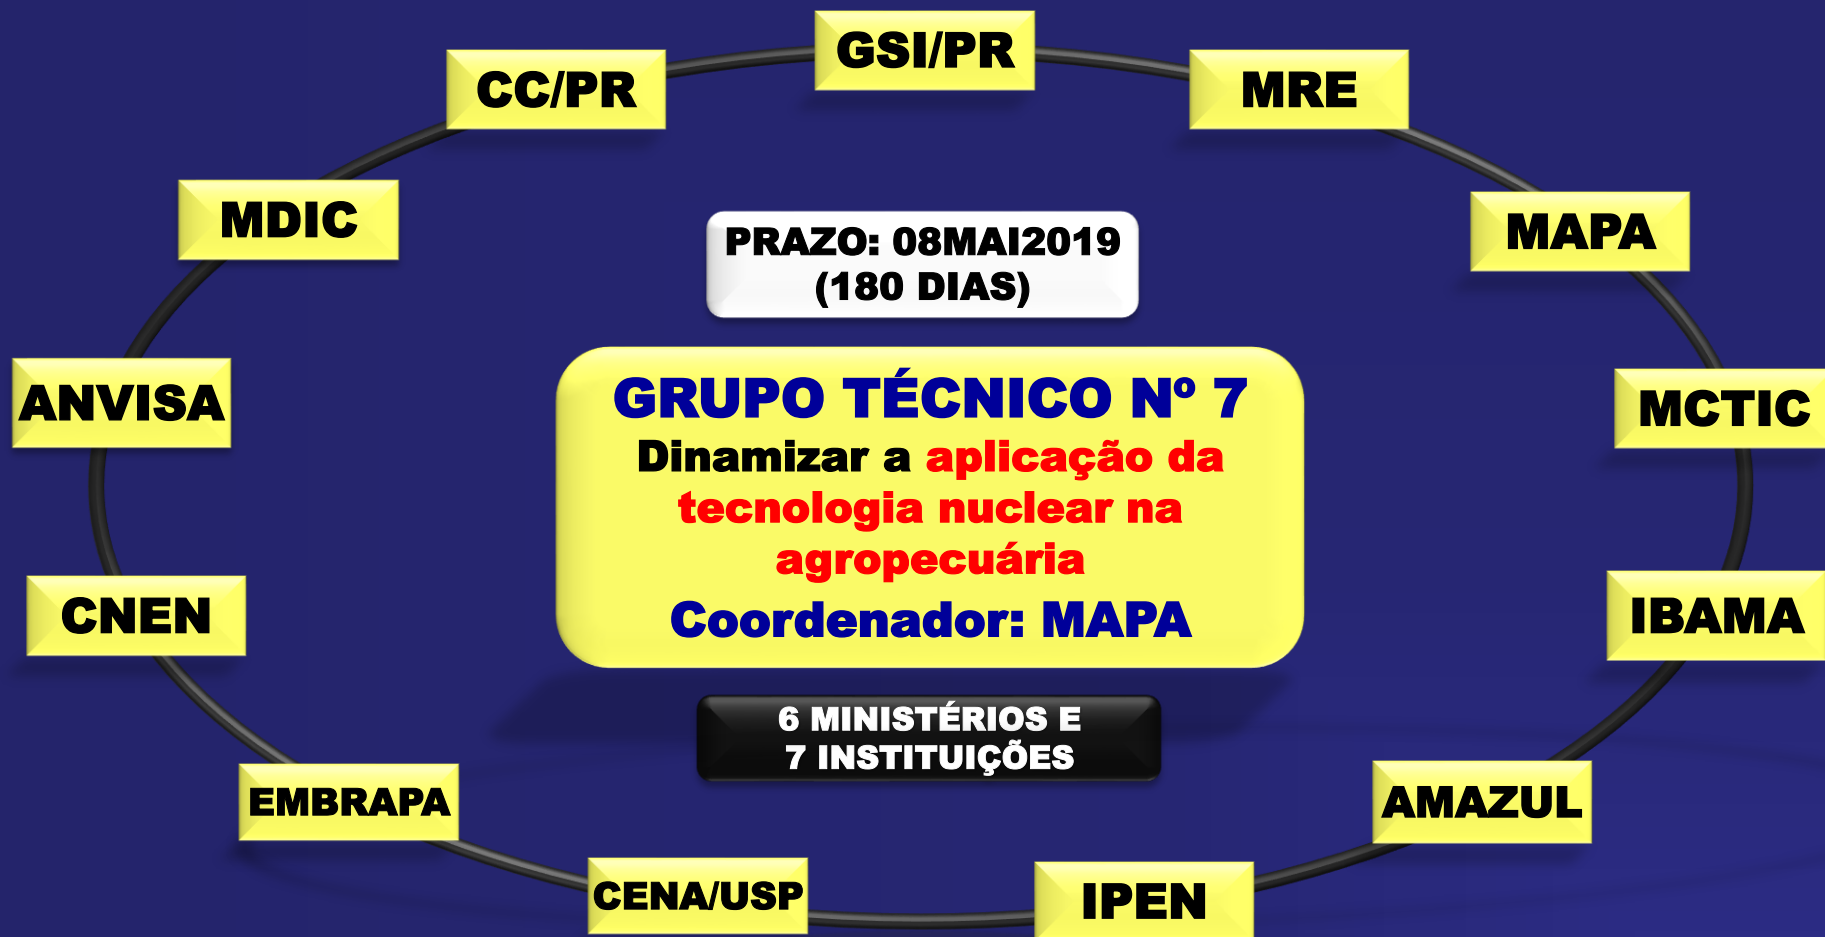 GSI/PR
CC/PR
MRE
MDIC
MAPA
PRAZO: 08MAI2019
(180 DIAS)
ANVISA
MCTIC
GRUPO TÉCNICO Nº 7
Dinamizar a aplicação da
tecnologia nuclear na
agropecuária
Coordenador: MAPA
CNEN
IBAMA
6 MINISTÉRIOS E
7 INSTITUIÇÕES
EMBRAPA
AMAZUL
CENA/USP
IPEN